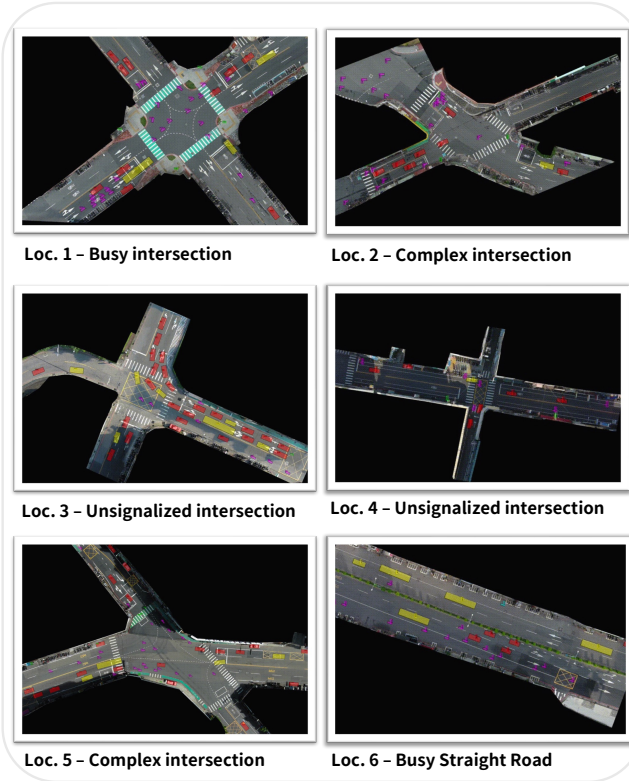 Loc. 1 – Busy intersection
Loc. 2 – Complex intersection
Loc. 3 – Unsignalized intersection
Loc. 4 – Unsignalized intersection
Loc. 5 – Complex intersection
Loc. 6 – Busy Straight Road